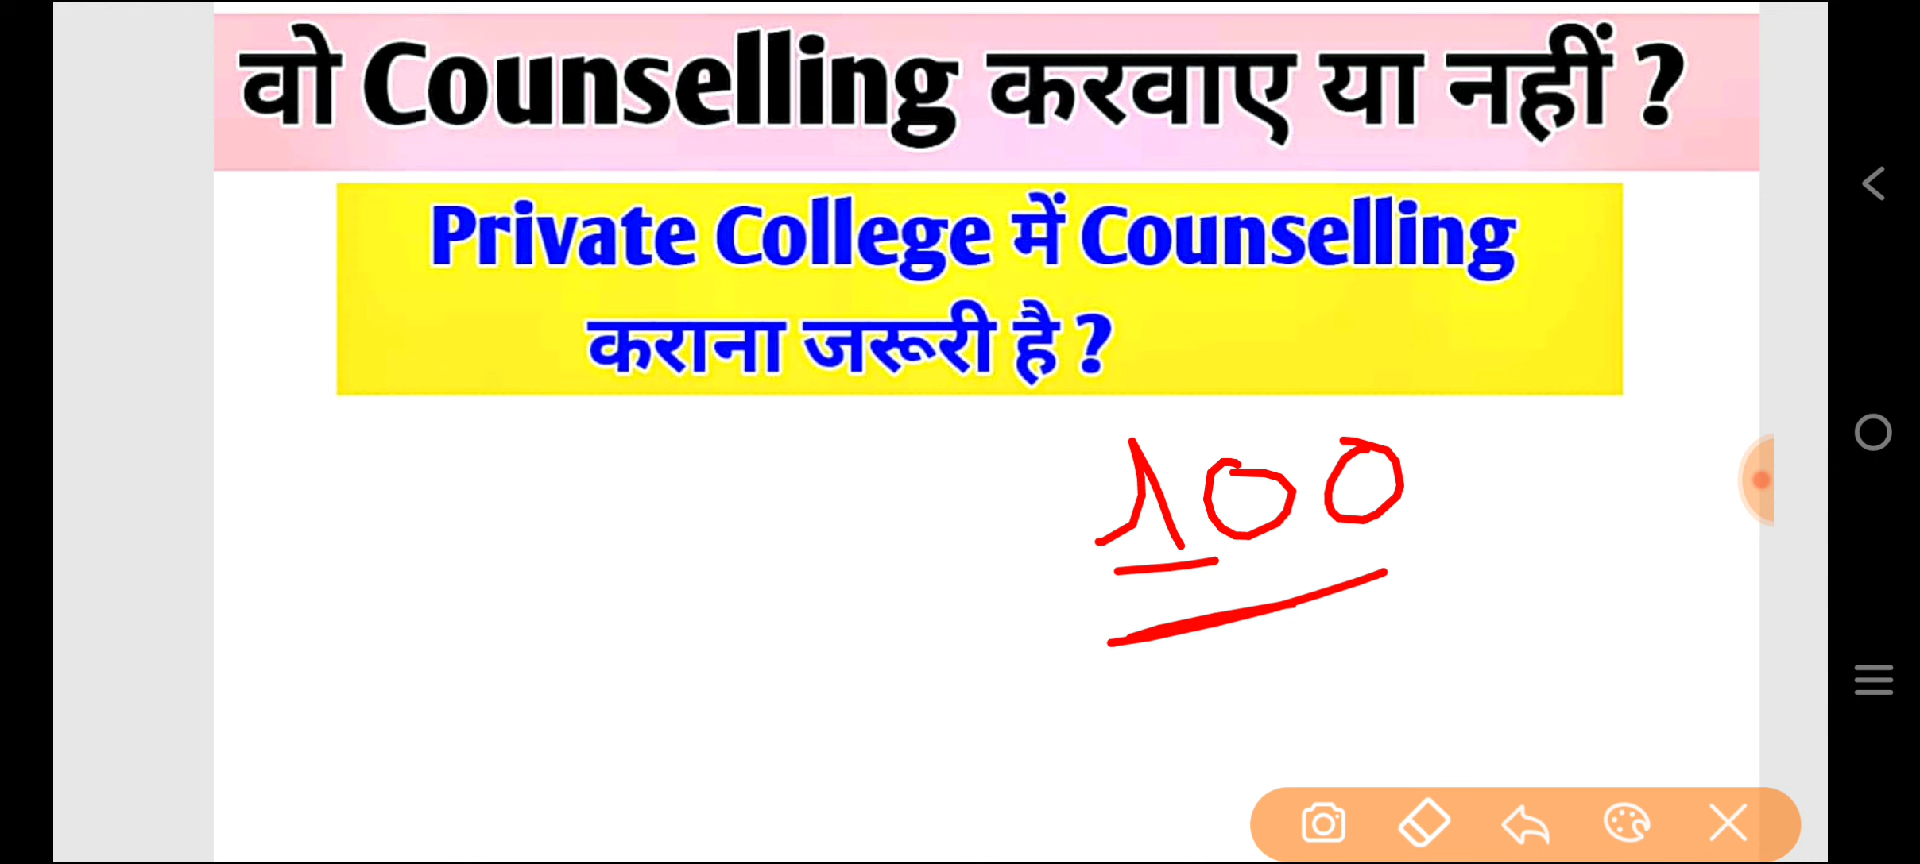 वो Counselling करवाए या नहीं ?
Private College में Counselling
कराना जरूरी है ?
100